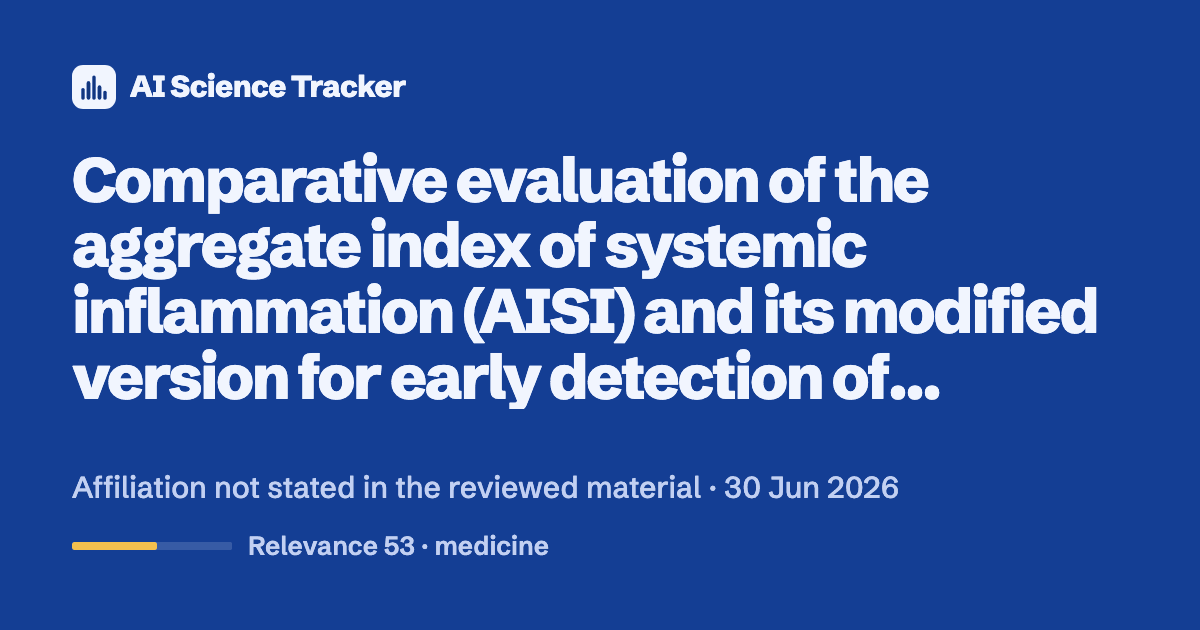 AI Science Tracker
Comparative evaluation of the
aggregate index of systemic
inflammation (AISI) and its modified
version for early detection of...
Affiliation not stated in the reviewed material · 30 Jun 2026
Relevance 53 · medicine